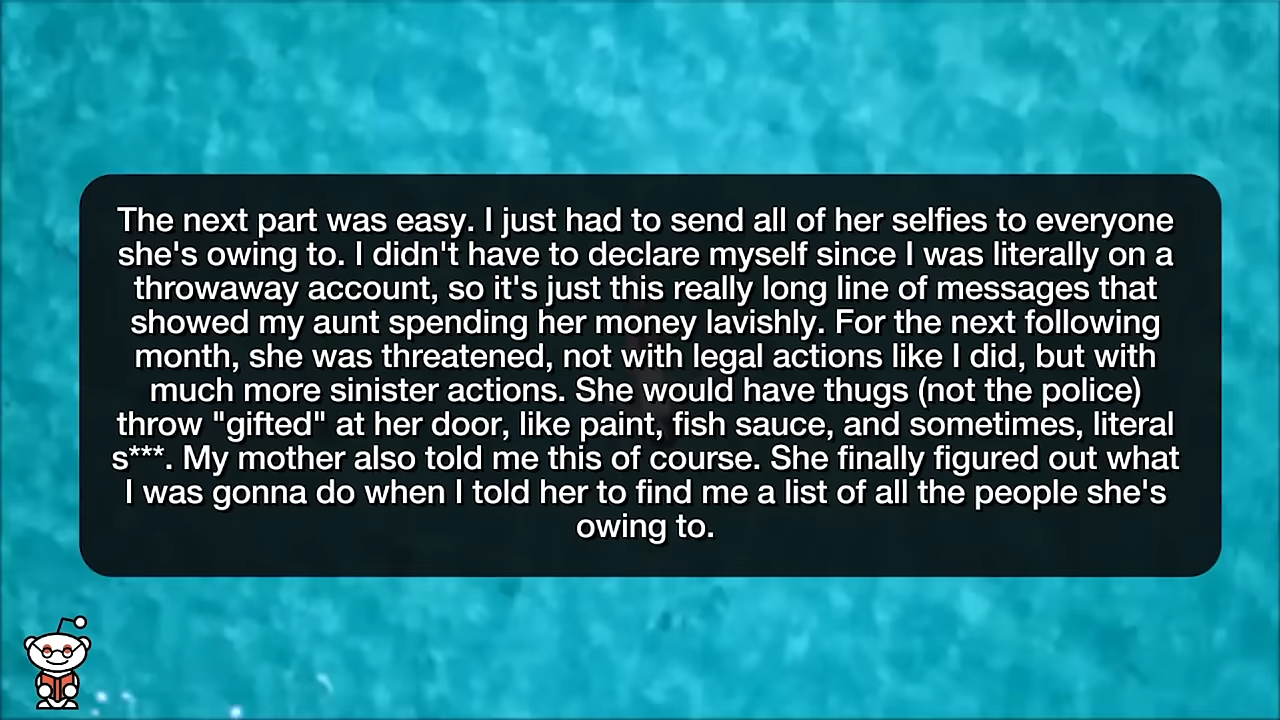 The next part was easy. I just had to send all of her selfies to everyone
she's owing to. I didn't have to declare myself since I was literally on a
throwaway account, so it's just this really long line of messages that
showed my aunt spending her money lavishly. For the next following
month, she was threatened, not with legal actions like I did, but with
much more sinister actions. She would have thugs (not the police)
throw "gifted" at her door, like paint, fish sauce, and sometimes, literal
s***. My mother also told me this of course. She finally figured out what
I was gonna do when I told her to find me a list of all the people she's
owing to.